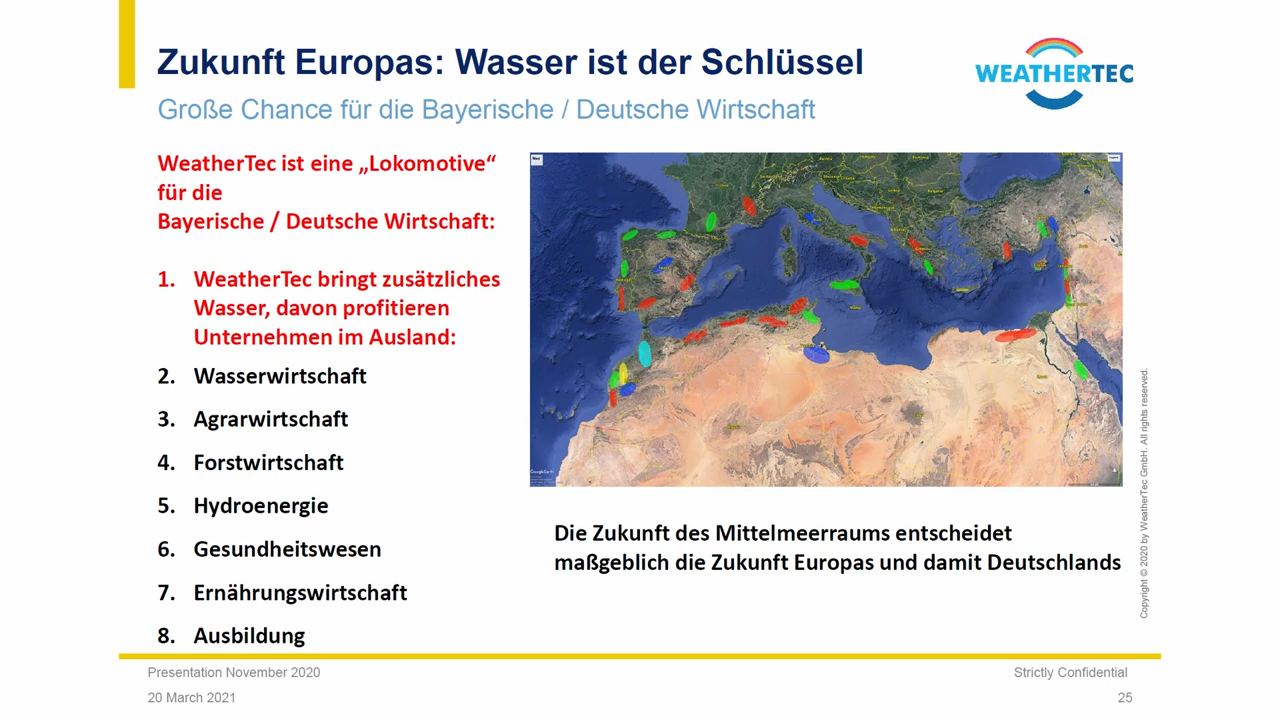 Zukunft Europas: Wasser ist der Schlüssel
Große Chance für die Bayerische / Deutsche Wirtschaft
WEATHERTEC
WeatherTec ist eine „Lokomotive“
für die
Bayerische / Deutsche Wirtschaft:
1. WeatherTec bringt zusätzliches
Wasser, davon profitieren
Unternehmen im Ausland:
2. Wasserwirtschaft
3. Agrarwirtschaft
4. Forstwirtschaft
5. Hydroenergie
6. Gesundheitswesen
7. Ernährungswirtschaft
8. Ausbildung
Die Zukunft des Mittelmeerraums entscheidet
maßgeblich die Zukunft Europas und damit Deutschlands
Copyright © 2020 by WeatherTec GmbH. All rights reserved.
Presentation November 2020
Strictly Confidential
20 March 2021
25